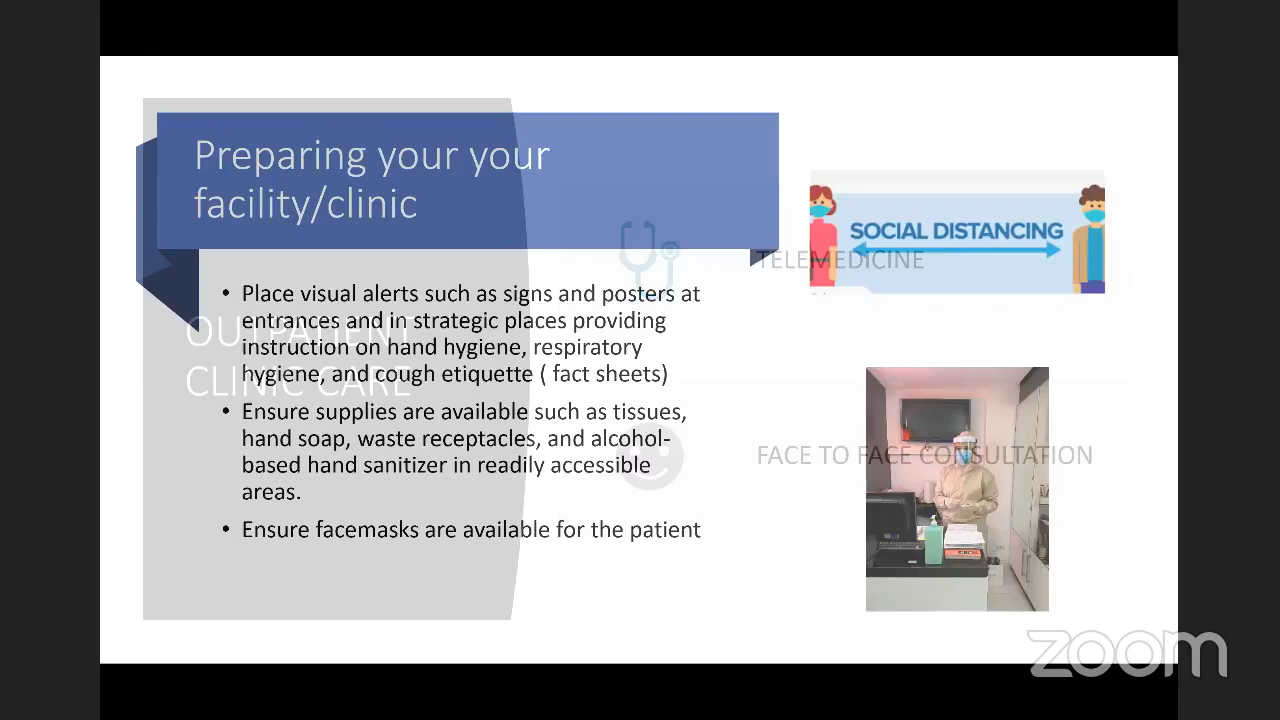 Preparing your your
facility/clinic
• Place visual alerts such as signs and posters at
entrances and in strategic places providing
instruction on hand hygiene, respiratory
hygiene, and cough etiquette ( fact sheets)
• Ensure supplies are available such as tissues,
hand soap, waste receptacles, and alcohol-
based hand sanitizer in readily accessible
areas.
• Ensure facemasks are available for the patient
OUTPATIENT
CLINIC CARE
SOCIAL DISTANCING
TELEMEDICINE
FACE TO FACE CONSULTATION
zoom